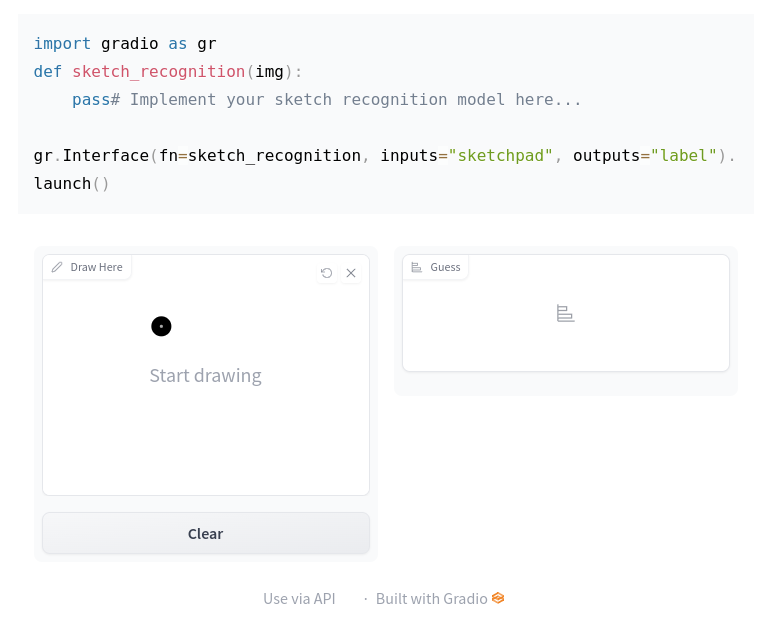 import gradio as gr
def sketch_recognition(img):
    pass# Implement your sketch recognition model here...

gr.Interface(fn=sketch_recognition, inputs="sketchpad", outputs="label").
launch()
Draw Here
Start drawing
Clear
Guess
Use via API · Built with Gradio